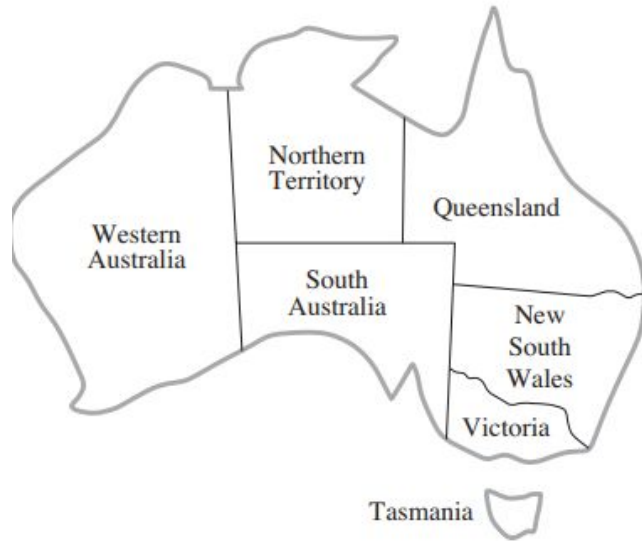 Northern
Territory
Queensland
Western
Australia
South
Australia
New
South
Wales
Victoria
Tasmania